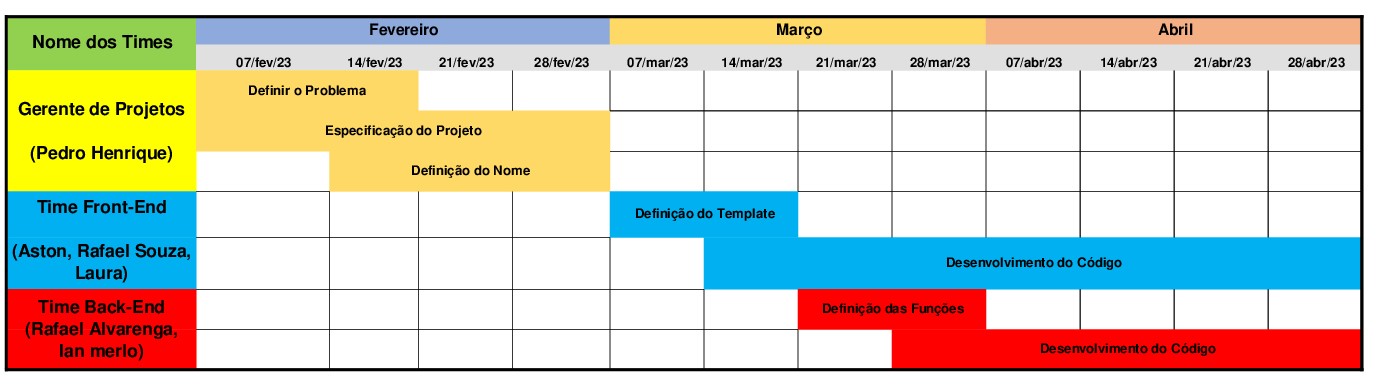 Nome dos Times
Fevereiro
Março
Abril
07/fev/23
14/fev/23
21/fev/23
28/fev/23
07/mar/23
14/mar/23
21/mar/23
28/mar/23
07/abr/23
14/abr/23
21/abr/23
28/abr/23
Gerente de Projetos
(Pedro Henrique)
Definir o Problema
Especificação do Projeto
Definição do Nome
Time Front-End
(Aston, Rafael Souza,
Laura)
Definição do Template
Desenvolvimento do Código
Time Back-End
(Rafael Alvarenga,
Ian merlo)
Definição das Funções
Desenvolvimento do Código